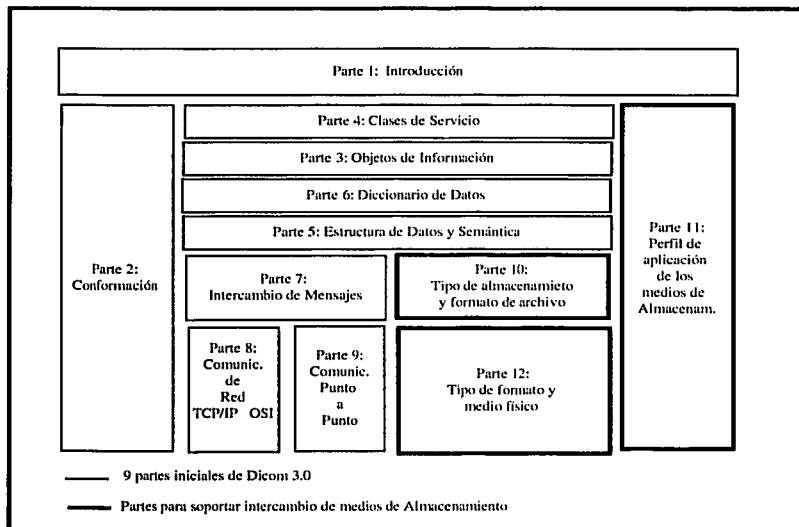 Parte 1: Introducción
Parte 4: Clases de Servicio
Parte 3: Objetos de Información
Parte 6: Diccionario de Datos
Parte 5: Estructura de Datos y Semántica
Parte 2:
Conformación
Parte 7:
Intercambio de Mensajes
Parte 10:
Tipo de almacenamieto
y formato de archivo
Parte 11:
Perfil de
aplicación
de los
medios de
Almacenam.
Parte 8:
Comunic.
de
Red
TCP/IP OSI
Parte 9:
Comunic.
Punto
a
Punto
Parte 12:
Tipo de formato y
medio físico
9 partes iniciales de Dicom 3.0
Partes para soportar intercambio de medios de Almacenamiento